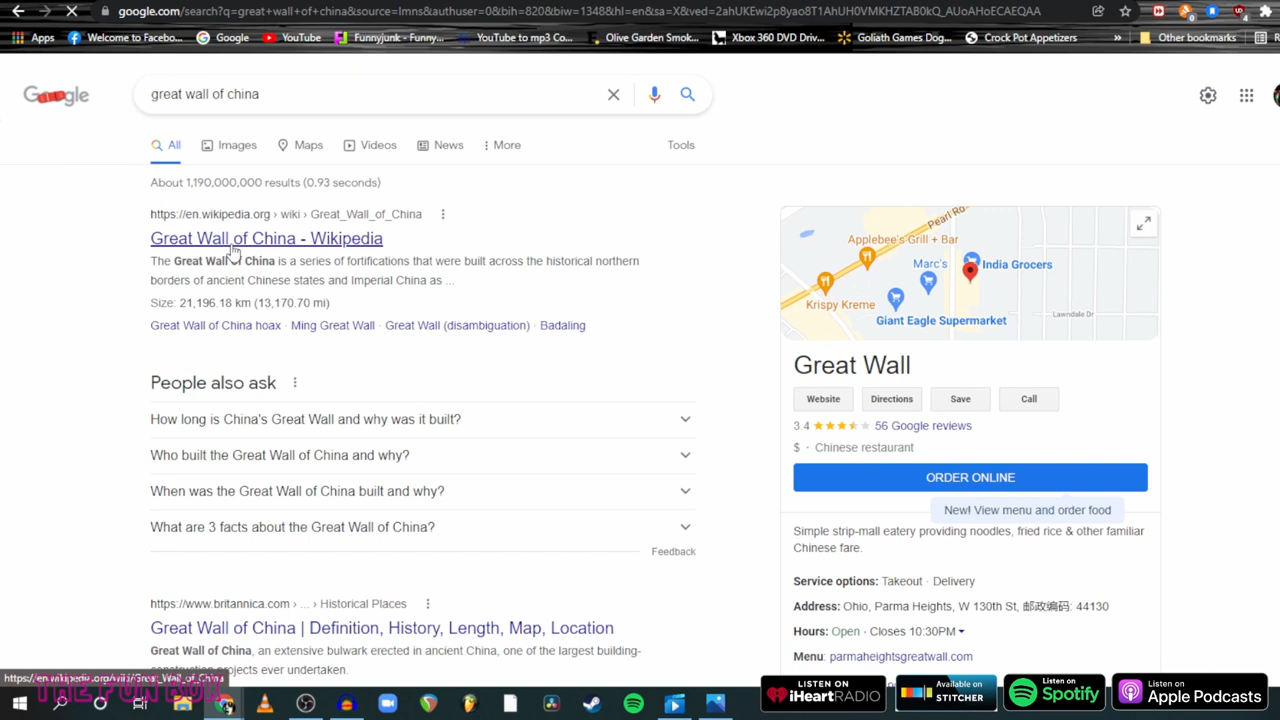 google.com/search?q=great+wall+of+china&source=lmns&authuser=0&bih=820&biw=1348&hl=en&sa=X&ved=2ahUKEwi2p8yao8T1AhUH0VMKHZTAB0kQ_AUoAHoECAEQAA
Apps Welcome to Facebo... Google YouTube Funnyjunk - Funny... YouTube to mp3 Co... Olive Garden Smok... Xbox 360 DVD Driv... Goliath Games Dog... Crock Pot Appetizers » Other bookmarks
Google
great wall of china
All Images Maps Videos News More Tools
About 1,190,000,000 results (0.93 seconds)
https://en.wikipedia.org › wiki › Great_Wall_of_China
Great Wall of China - Wikipedia
The Great Wall of China is a series of fortifications that were built across the historical northern
borders of ancient Chinese states and Imperial China as ...
Size: 21,196.18 km (13,170.70 mi)
Great Wall of China hoax · Ming Great Wall · Great Wall (disambiguation) · Badaling
People also ask
How long is China's Great Wall and why was it built?
Who built the Great Wall of China and why?
When was the Great Wall of China built and why?
What are 3 facts about the Great Wall of China?
Feedback
https://www.britannica.com › ... › Historical Places
Great Wall of China | Definition, History, Length, Map, Location
Great Wall of China, an extensive bulwark erected in ancient China, one of the largest building-
construction projects ever undertaken.
Pearl Ro
Applebee's Grill + Bar
Marc's
India Grocers
Krispy Kreme
Giant Eagle Supermarket
Lawndale Dr
Great Wall
Website Directions Save Call
3.4 56 Google reviews
$ · Chinese restaurant
ORDER ONLINE
New! View menu and order food
Simple strip-mall eatery providing noodles, fried rice & other familiar
Chinese fare.
Service options: Takeout · Delivery
Address: Ohio, Parma Heights, W 130th St, 邮政编码: 44130
Hours: Open · Closes 10:30PM
Menu: parmaheightsgreatwall.com
https://en.wikipedia.org/wiki/Great_Wall_of_China
THE FUN BOX
LISTEN ON
iHeartRADIO
Available on
STITCHER
Listen on
Spotify
Listen on
Apple Podcasts